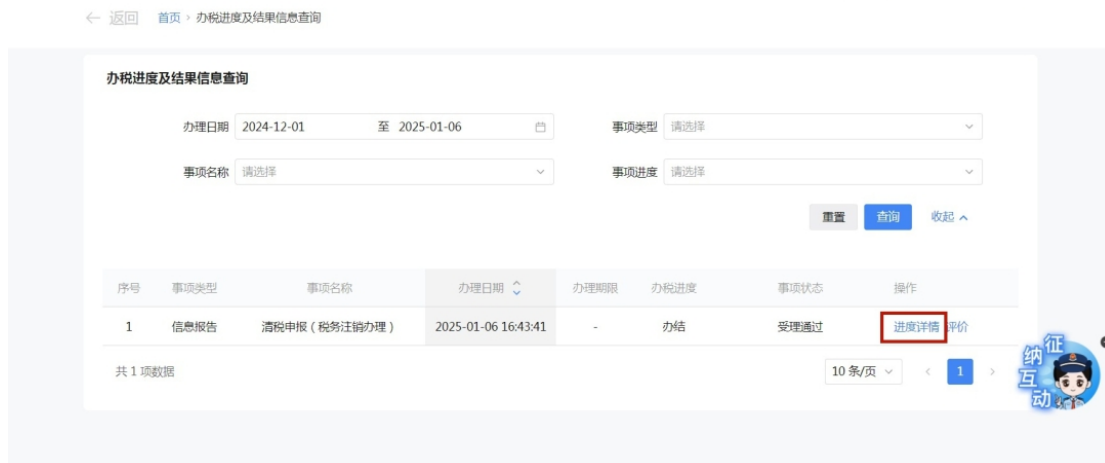 ← 返回 首页 › 办税进度及结果信息查询
办税进度及结果信息查询
办理日期 2024-12-01 至 2025-01-06 事项类型 请选择
事项名称 请选择 事项进度 请选择
重置 查询 收起
序号 事项类型 事项名称 办理日期 办理期限 办税进度 事项状态 操作
1 信息报告 清税申报（税务注销办理） 2025-01-06 16:43:41 - 办结 受理通过 进度详情 评价
共 1 项数据 10 条/页 ‹ 1 ›
征纳互动